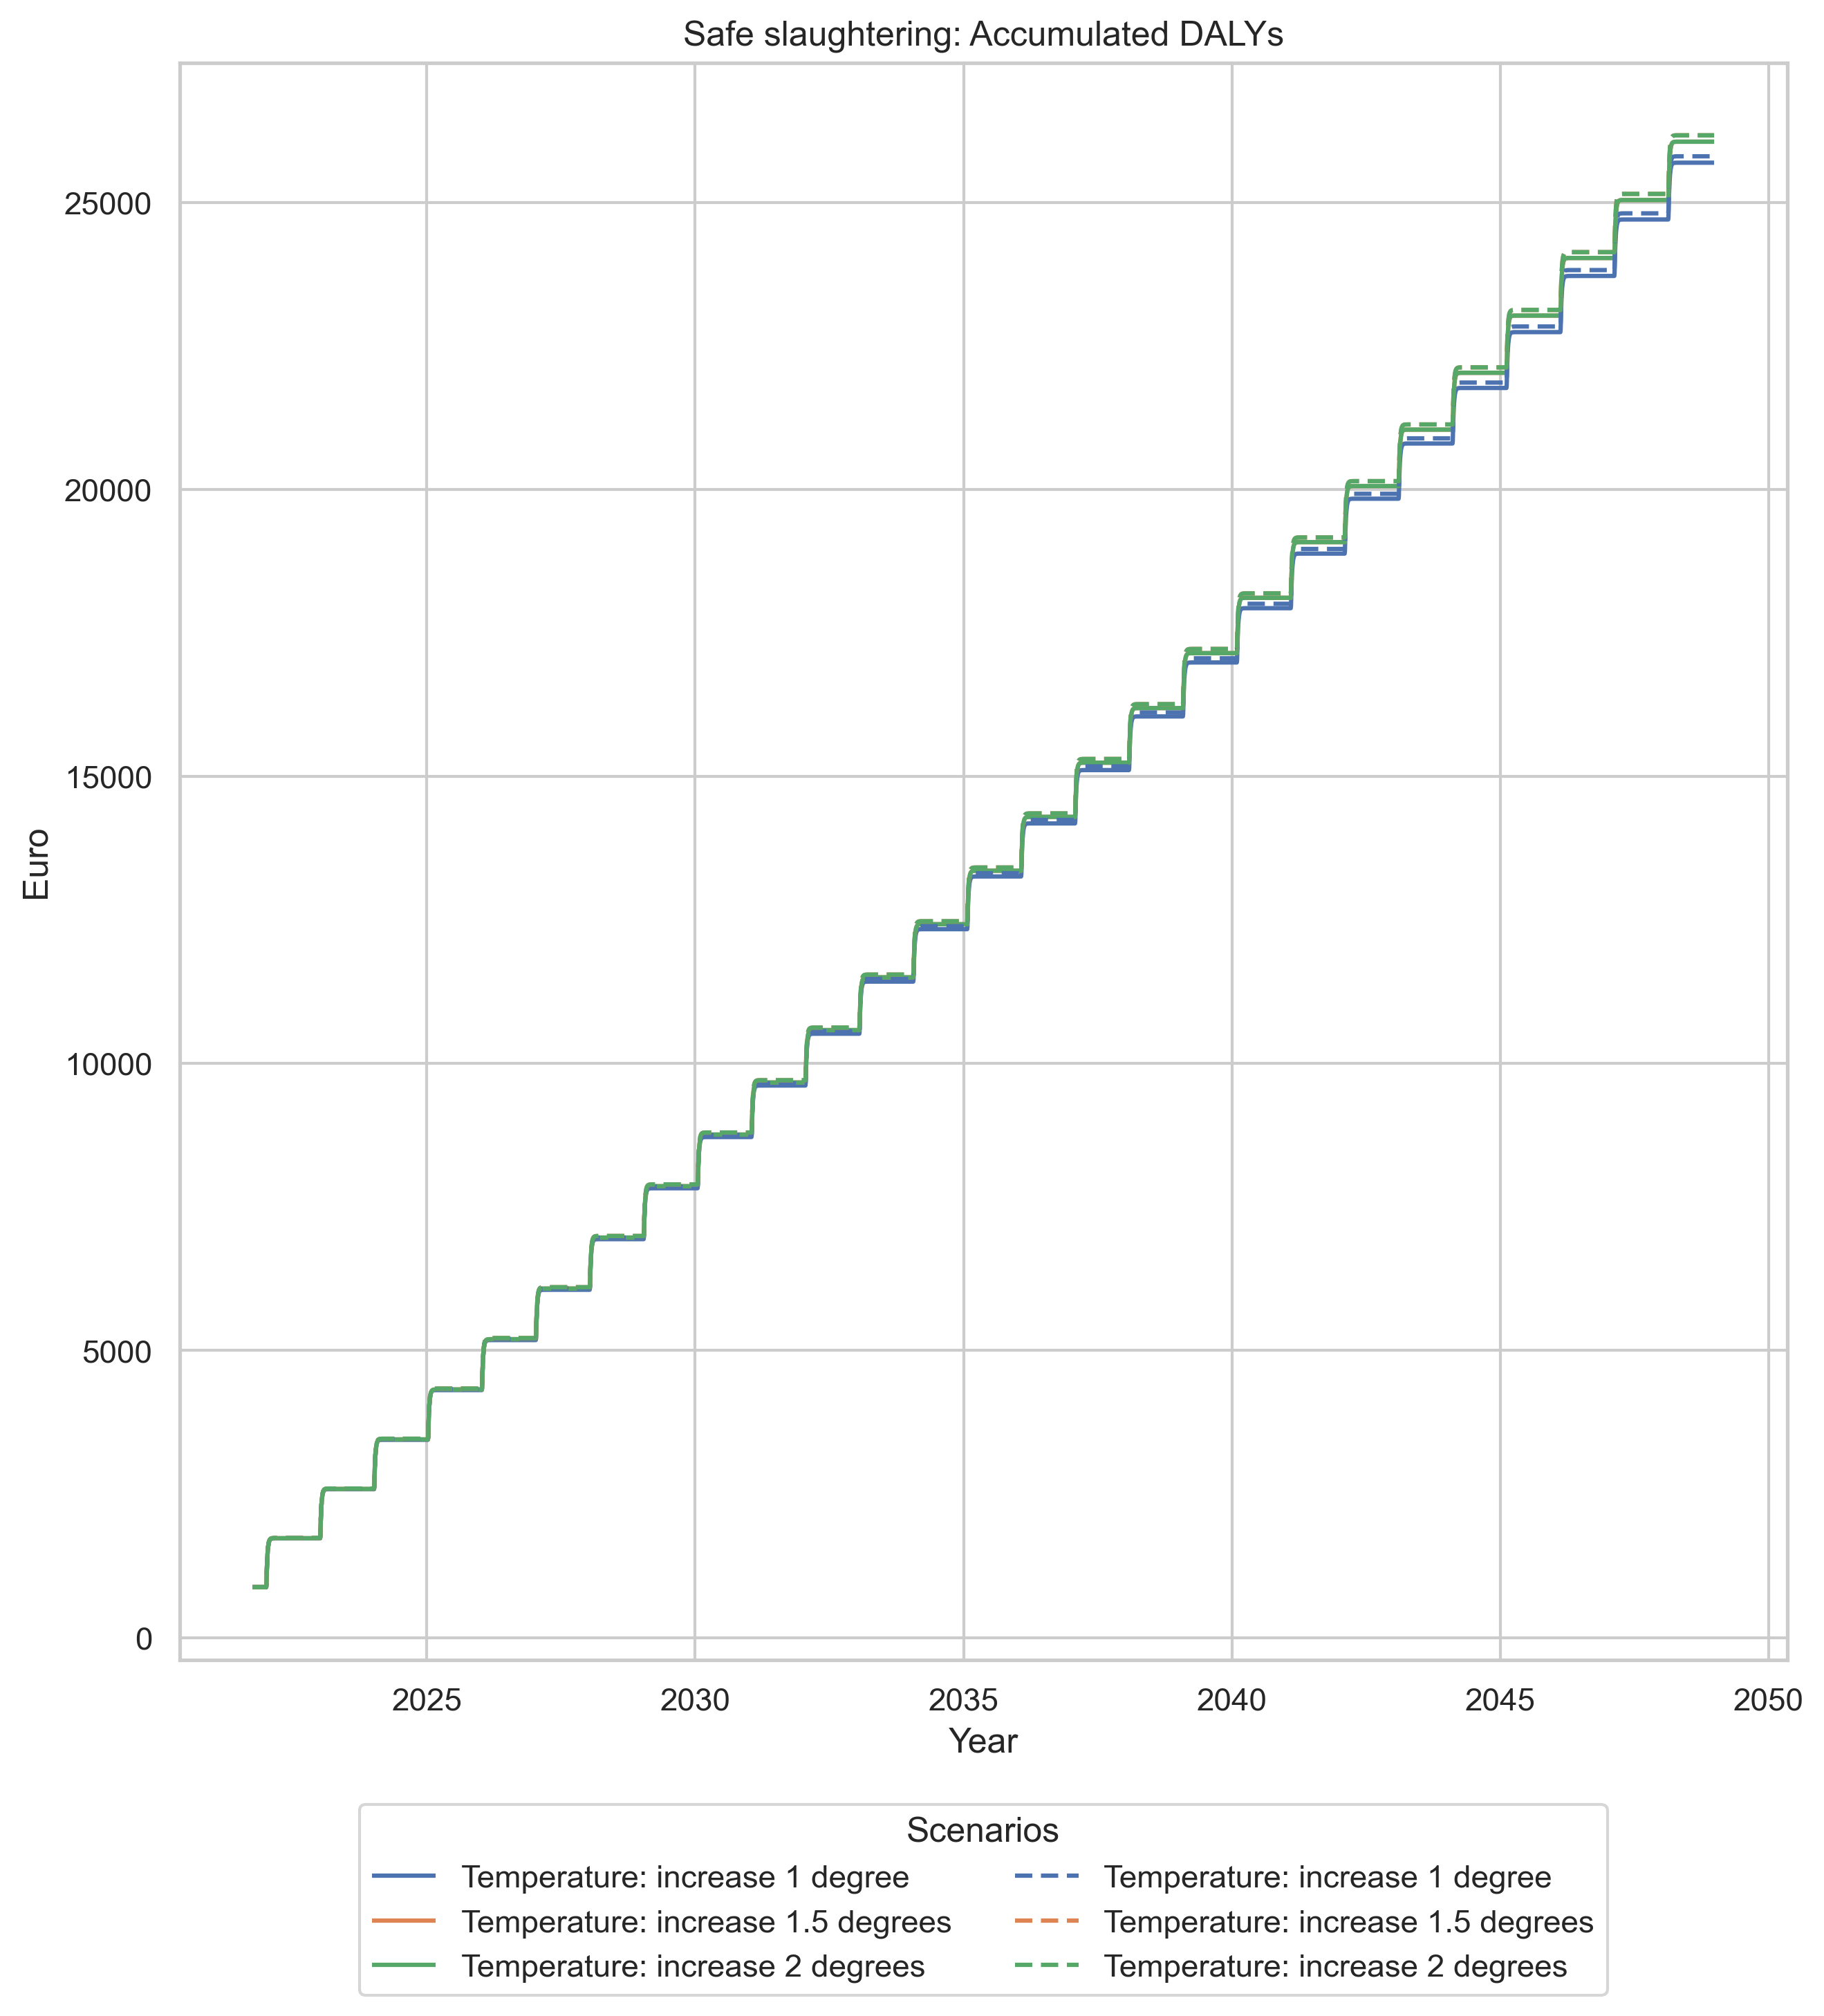 Safe slaughtering: Accumulated DALYs
25000
20000
15000
10000
5000
0
Euro
2025 2030 2035 2040 2045 2050
Year
Scenarios
Temperature: increase 1 degree Temperature: increase 1 degree
Temperature: increase 1.5 degrees Temperature: increase 1.5 degrees
Temperature: increase 2 degrees Temperature: increase 2 degrees